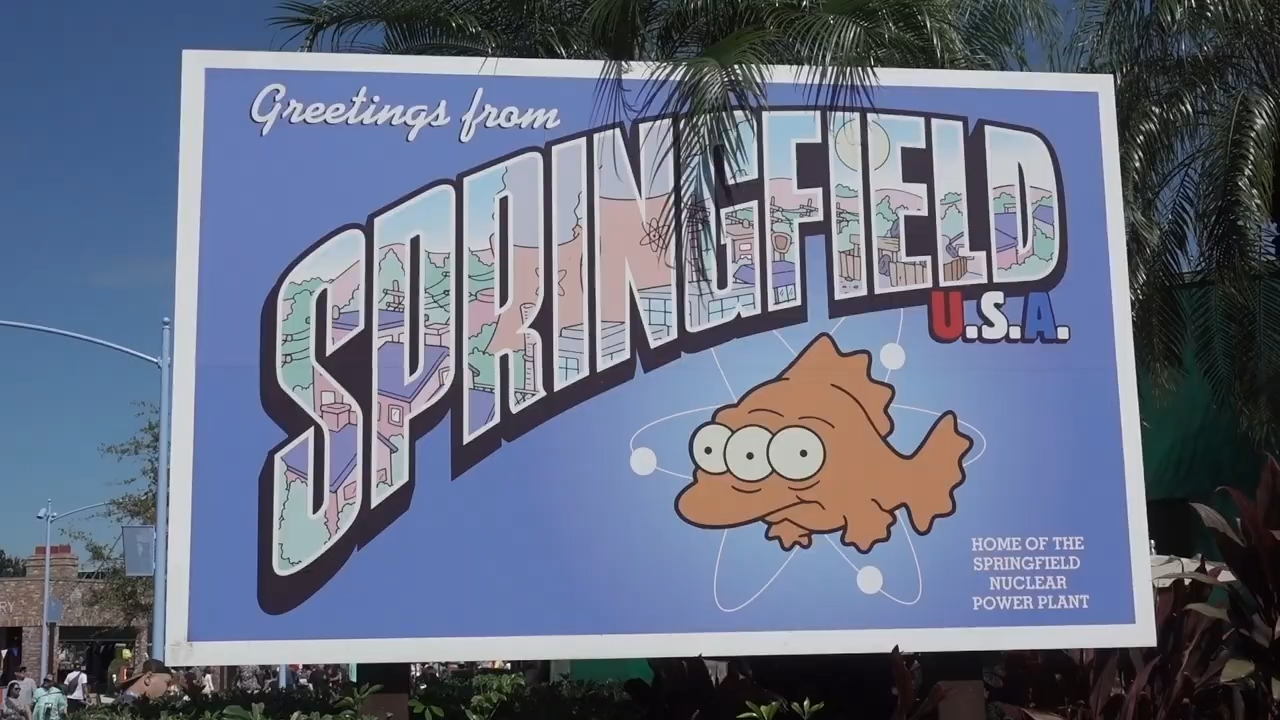 Greetings from
SPRINGFIELD
U.S.A.
HOME OF THE
SPRINGFIELD
NUCLEAR
POWER PLANT